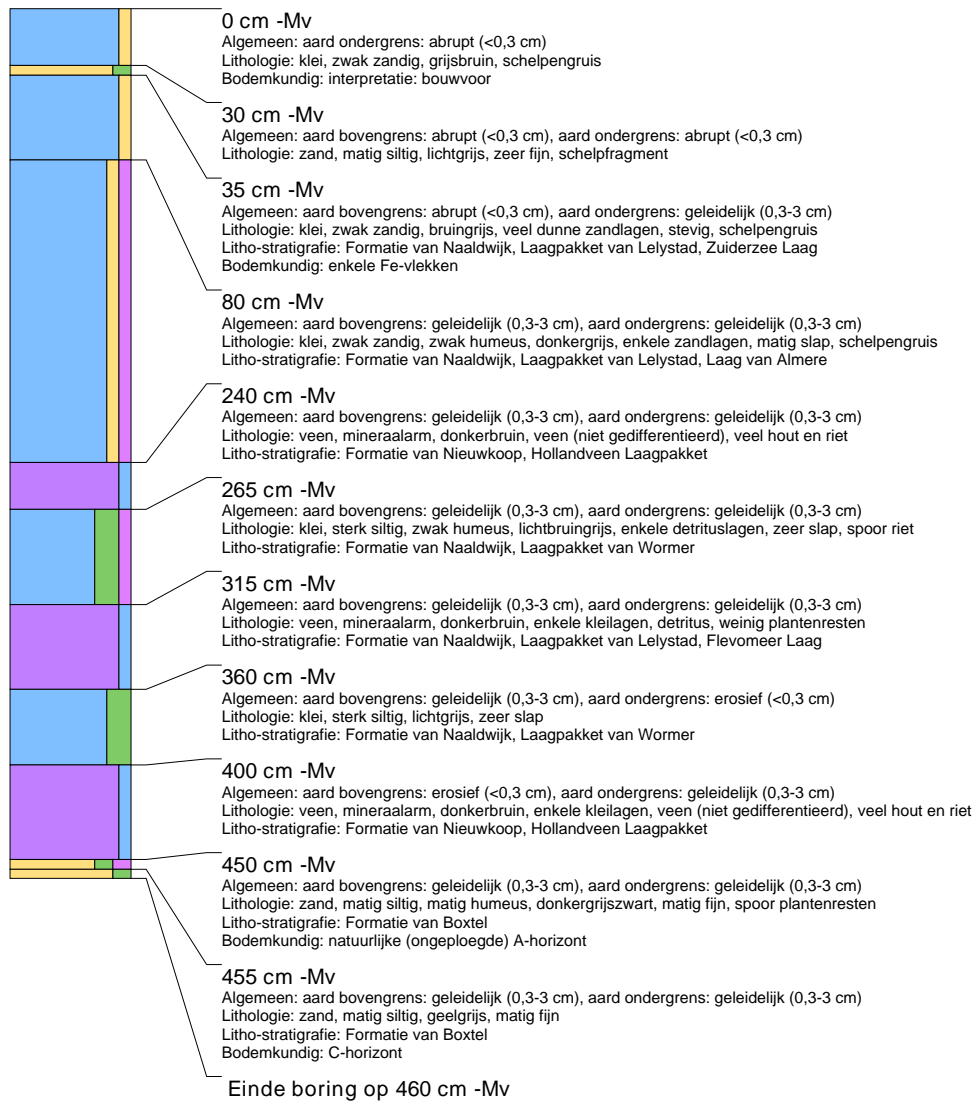 0 cm -Mv
Algemeen: aard ondergrens: abrupt (<0,3 cm)
Lithologie: klei, zwak zandig, grijsbruin, schelpengruis
Bodemkundig: interpretatie: bouwvoor
30 cm -Mv
Algemeen: aard bovengrens: abrupt (<0,3 cm), aard ondergrens: abrupt (<0,3 cm)
Lithologie: zand, matig siltig, lichtgrijs, zeer fijn, schelpfragment
35 cm -Mv
Algemeen: aard bovengrens: abrupt (<0,3 cm), aard ondergrens: geleidelijk (0,3-3 cm)
Lithologie: klei, zwak zandig, bruingrijs, veel dunne zandlagen, stevig, schelpengruis
Litho-stratigrafie: Formatie van Naaldwijk, Laagpakket van Lelystad, Zuiderzee Laag
Bodemkundig: enkele Fe-vlekken
80 cm -Mv
Algemeen: aard bovengrens: geleidelijk (0,3-3 cm), aard ondergrens: geleidelijk (0,3-3 cm)
Lithologie: klei, zwak zandig, zwak humeus, donkergrijs, enkele zandlagen, matig slap, schelpengruis
Litho-stratigrafie: Formatie van Naaldwijk, Laagpakket van Lelystad, Laag van Almere
240 cm -Mv
Algemeen: aard bovengrens: geleidelijk (0,3-3 cm), aard ondergrens: geleidelijk (0,3-3 cm)
Lithologie: veen, mineraalarm, donkerbruin, veen (niet gedifferentieerd), veel hout en riet
Litho-stratigrafie: Formatie van Nieuwkoop, Hollandveen Laagpakket
265 cm -Mv
Algemeen: aard bovengrens: geleidelijk (0,3-3 cm), aard ondergrens: geleidelijk (0,3-3 cm)
Lithologie: klei, sterk siltig, zwak humeus, lichtbruingrijs, enkele detrituslagen, zeer slap, spoor riet
Litho-stratigrafie: Formatie van Naaldwijk, Laagpakket van Wormer
315 cm -Mv
Algemeen: aard bovengrens: geleidelijk (0,3-3 cm), aard ondergrens: geleidelijk (0,3-3 cm)
Lithologie: veen, mineraalarm, donkerbruin, enkele kleilagen, detritus, weinig plantenresten
Litho-stratigrafie: Formatie van Naaldwijk, Laagpakket van Lelystad, Flevomeer Laag
360 cm -Mv
Algemeen: aard bovengrens: geleidelijk (0,3-3 cm), aard ondergrens: erosief (<0,3 cm)
Lithologie: klei, sterk siltig, lichtgrijs, zeer slap
Litho-stratigrafie: Formatie van Naaldwijk, Laagpakket van Wormer
400 cm -Mv
Algemeen: aard bovengrens: erosief (<0,3 cm), aard ondergrens: geleidelijk (0,3-3 cm)
Lithologie: veen, mineraalarm, donkerbruin, enkele kleilagen, veen (niet gedifferentieerd), veel hout en riet
Litho-stratigrafie: Formatie van Nieuwkoop, Hollandveen Laagpakket
450 cm -Mv
Algemeen: aard bovengrens: geleidelijk (0,3-3 cm), aard ondergrens: geleidelijk (0,3-3 cm)
Lithologie: zand, matig siltig, matig humeus, donkergrijszwart, matig fijn, spoor plantenresten
Litho-stratigrafie: Formatie van Boxtel
Bodemkundig: natuurlijke (ongeploegde) A-horizont
455 cm -Mv
Algemeen: aard bovengrens: geleidelijk (0,3-3 cm), aard ondergrens: geleidelijk (0,3-3 cm)
Lithologie: zand, matig siltig, geelgrijs, matig fijn
Litho-stratigrafie: Formatie van Boxtel
Bodemkundig: C-horizont
Einde boring op 460 cm -Mv